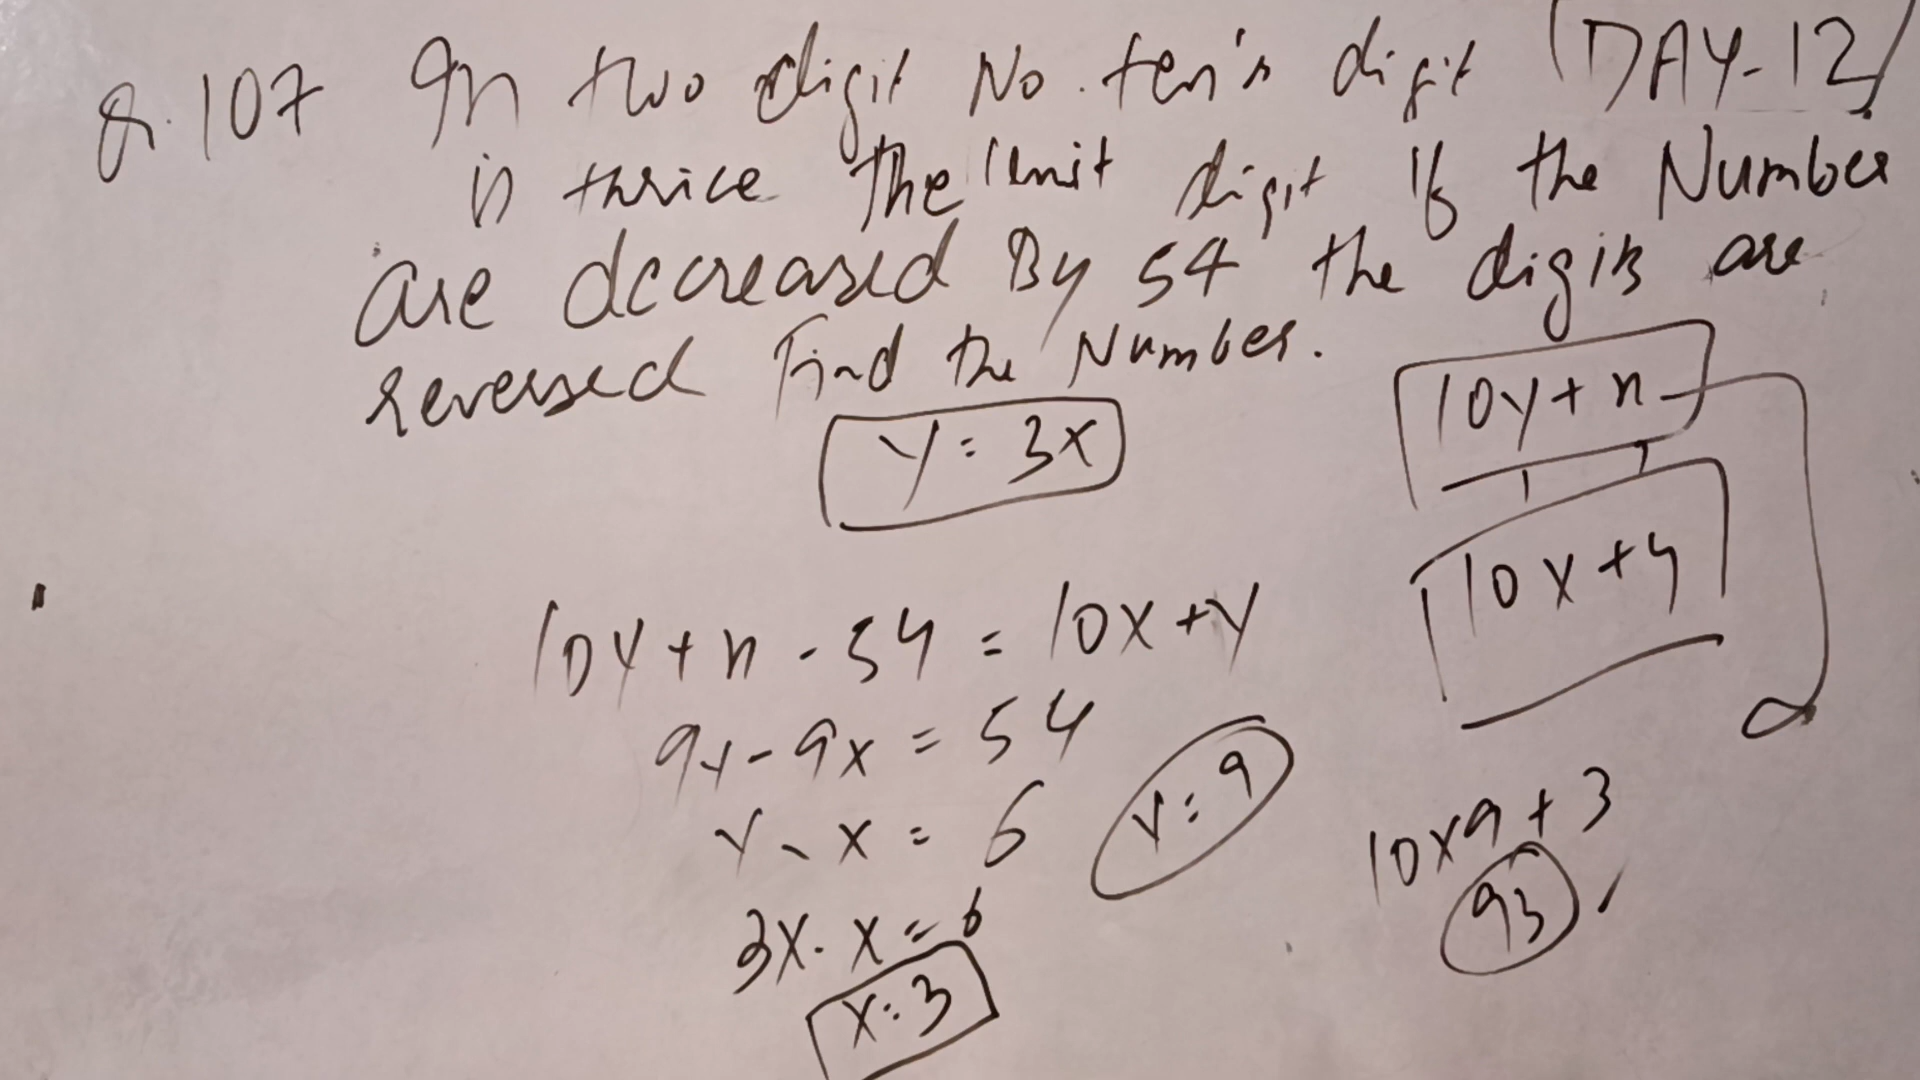 Q.107 In two digit No. ten's digit (DAY-12)
is thrice the Unit digit If the Number
are decreased By 54 the digits are
reversed Find the Number.
y = 3x
10y + x
10x + y
10y + x - 54 = 10x + y
9y - 9x = 54
y - x = 6
y = 9
3x - x = 6
x = 3
10x9 + 3
93